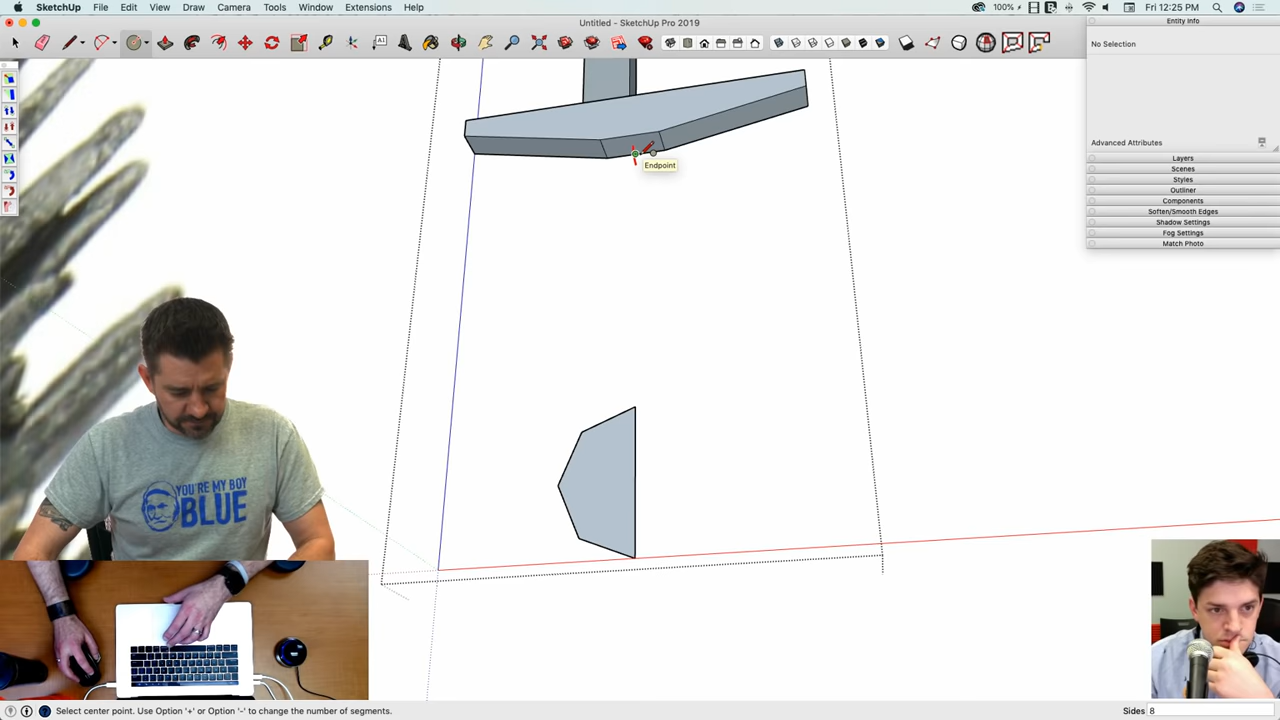 SketchUp File Edit View Draw Camera Tools Window Extensions Help
100% Fri 12:25 PM
Untitled - SketchUp Pro 2019
Entity Info
No Selection
Advanced Attributes
Layers
Scenes
Styles
Outliner
Components
Soften/Smooth Edges
Shadow Settings
Fog Settings
Match Photo
Endpoint
YOU'RE MY BOY
BLUE
Select center point. Use Option '+' or Option '-' to change the number of segments.
Sides 8